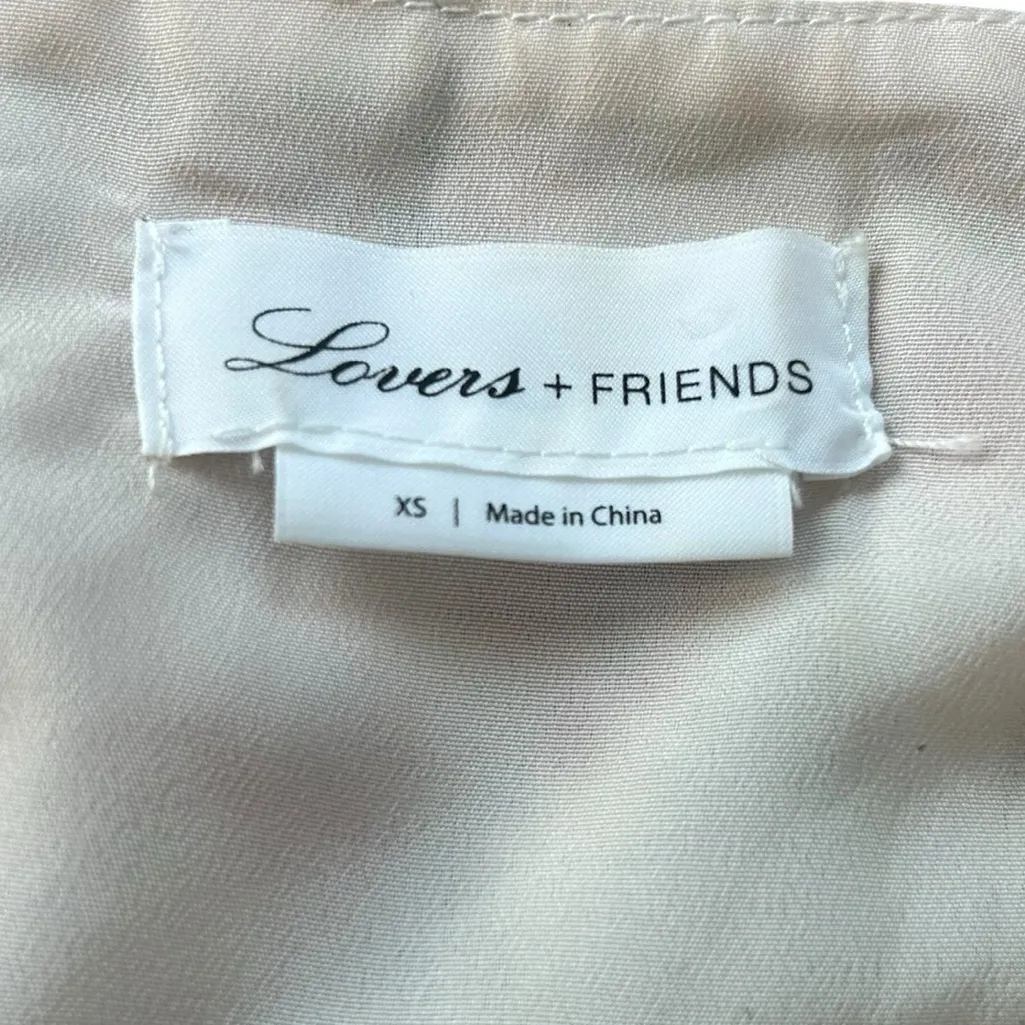 Lovers + FRIENDS
XS | Made in China